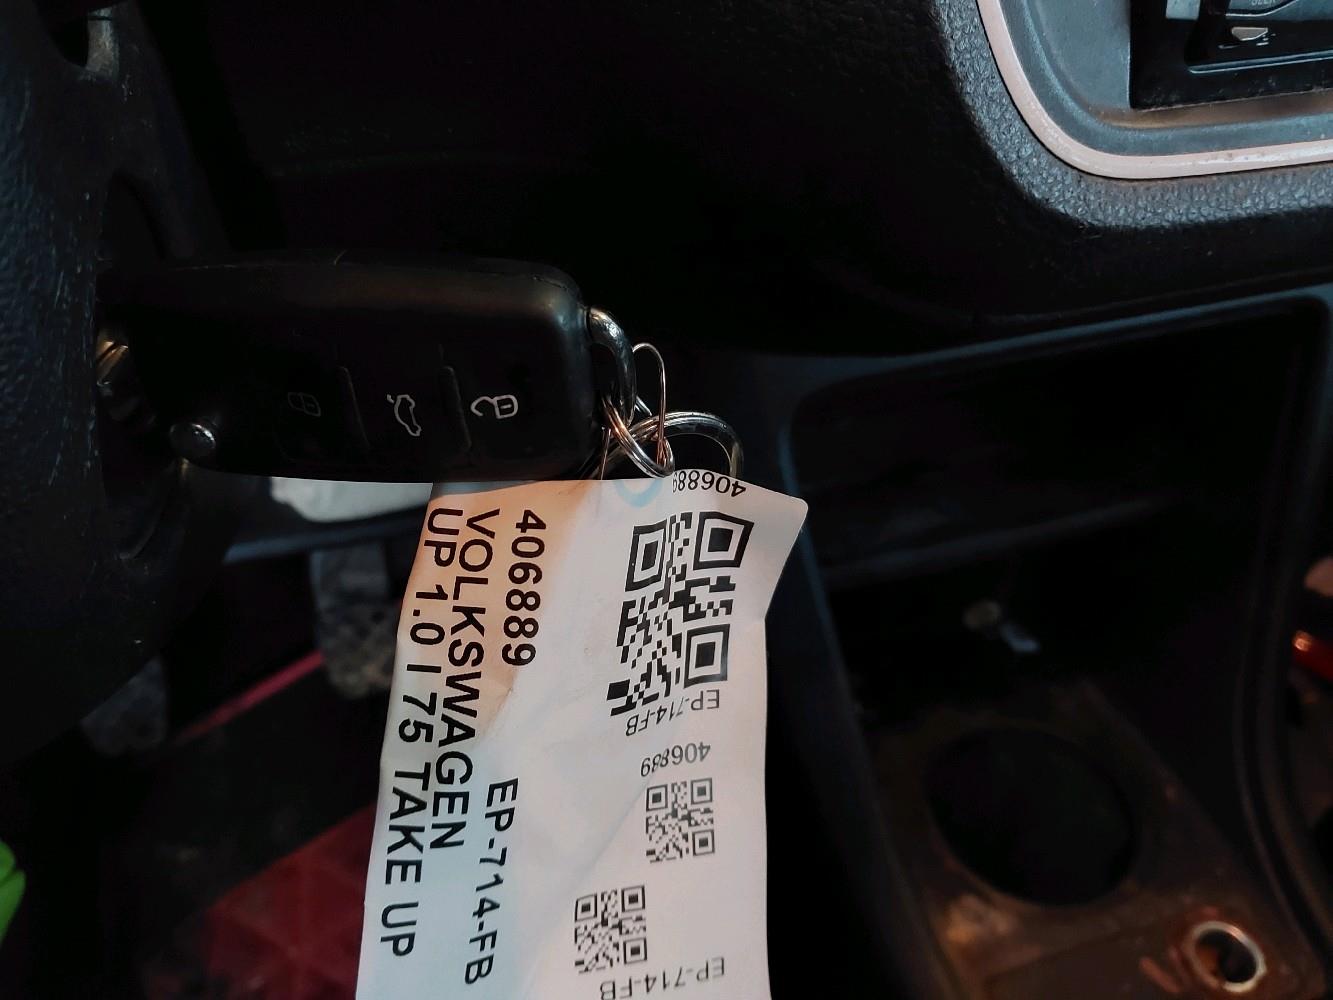 406889
EP-714-FB
VOLKSWAGEN
UP 1.0 I 75 TAKE UP
406889
EP-714-FB
406889
EP-714-FB